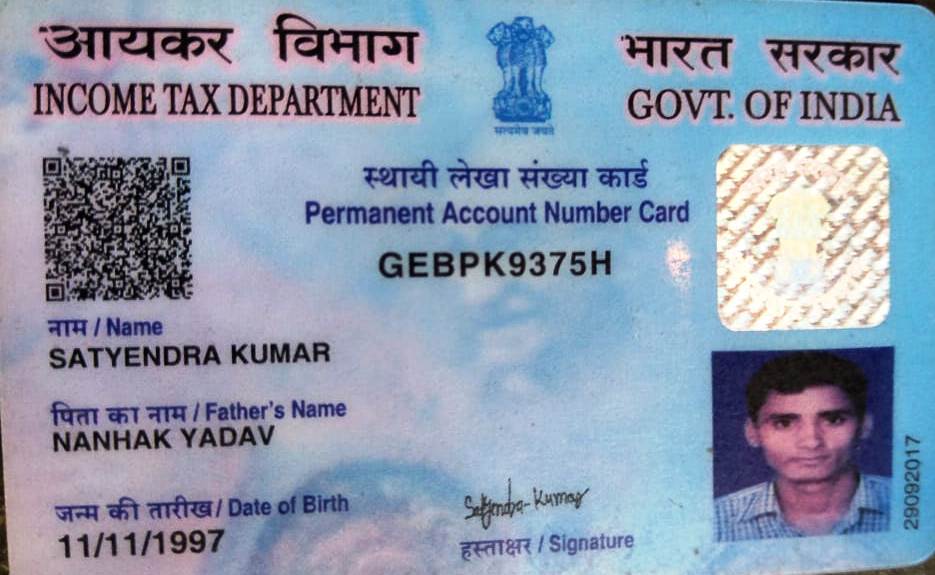 आयकर विभाग
INCOME TAX DEPARTMENT
सत्यमेव जयते
भारत सरकार
GOVT. OF INDIA
स्थायी लेखा संख्या कार्ड
Permanent Account Number Card
GEBPK9375H
नाम / Name
SATYENDRA KUMAR
पिता का नाम / Father's Name
NANHAK YADAV
जन्म की तारीख / Date of Birth
11/11/1997
Satyendra-Kumar
हस्ताक्षर / Signature
29092017